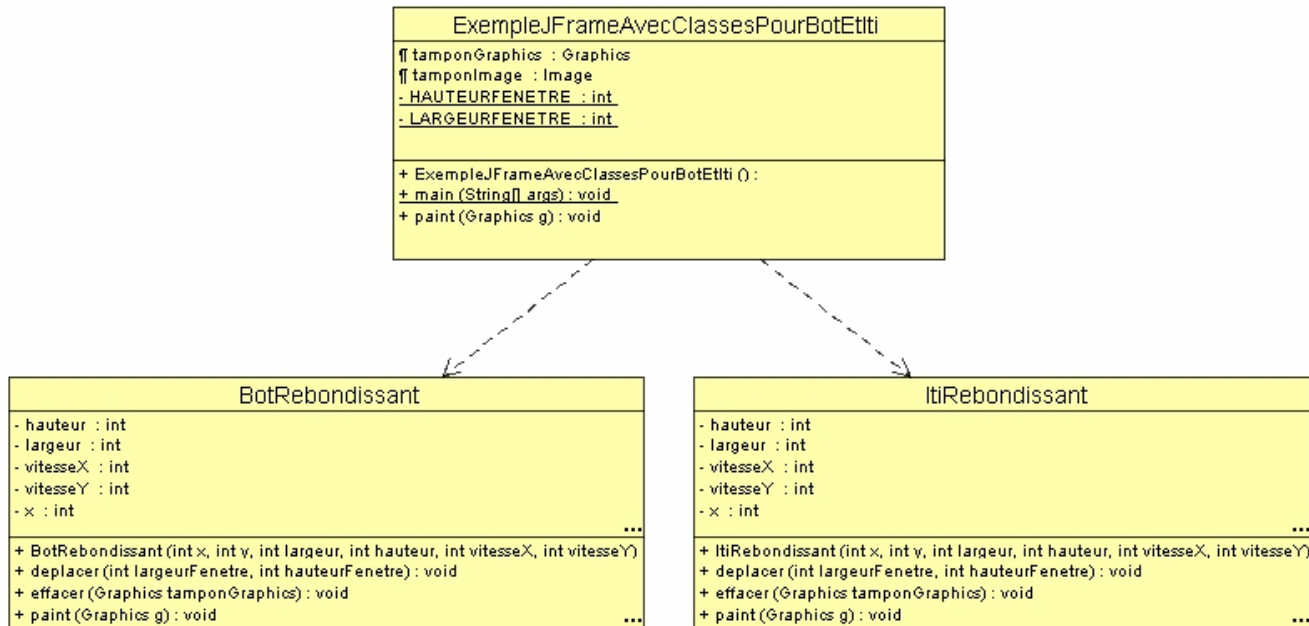 ExempleJFrameAvecClassesPourBotEtIti
¶ tamponGraphics : Graphics
¶ tamponImage : Image
- HAUTEURFENETRE : int
- LARGEURFENETRE : int
+ ExempleJFrameAvecClassesPourBotEtIti () :
+ main (String[] args) : void
+ paint (Graphics g) : void
BotRebondissant
- hauteur : int
- largeur : int
- vitesseX : int
- vitesseY : int
- x : int
...
+ BotRebondissant (int x, int y, int largeur, int hauteur, int vitesseX, int vitesseY)
+ deplacer (int largeurFenetre, int hauteurFenetre) : void
+ effacer (Graphics tamponGraphics) : void
+ paint (Graphics g) : void
...
ItiRebondissant
- hauteur : int
- largeur : int
- vitesseX : int
- vitesseY : int
- x : int
...
+ ItiRebondissant (int x, int y, int largeur, int hauteur, int vitesseX, int vitesseY)
+ deplacer (int largeurFenetre, int hauteurFenetre) : void
+ effacer (Graphics tamponGraphics) : void
+ paint (Graphics g) : void
...